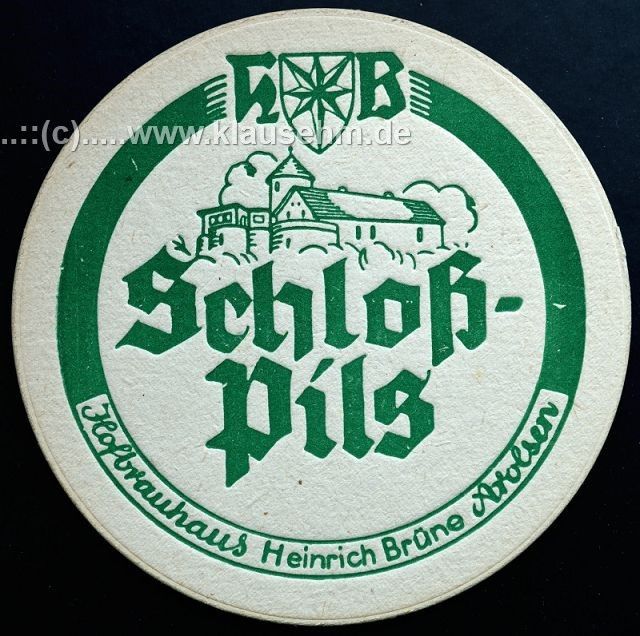 HB
..::(c).....www.klausehm.de
Schloß-
Pils
Hofbrauhaus Heinrich Brüne Arolsen